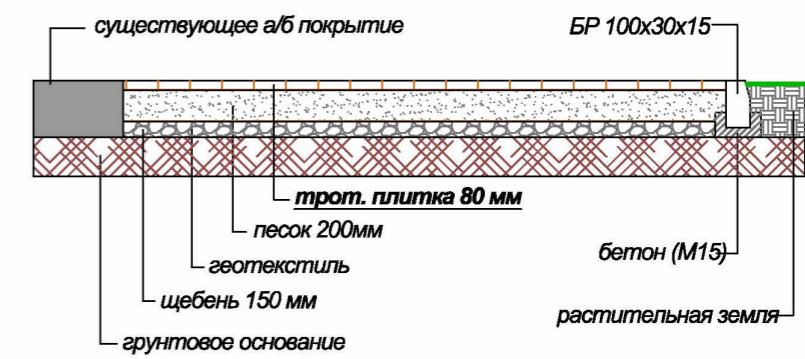 существующее а/б покрытие
БР 100х30х15
трот. плитка 80 мм
песок 200мм
геотекстиль
щебень 150 мм
грунтовое основание
бетон (М15)
растительная земля